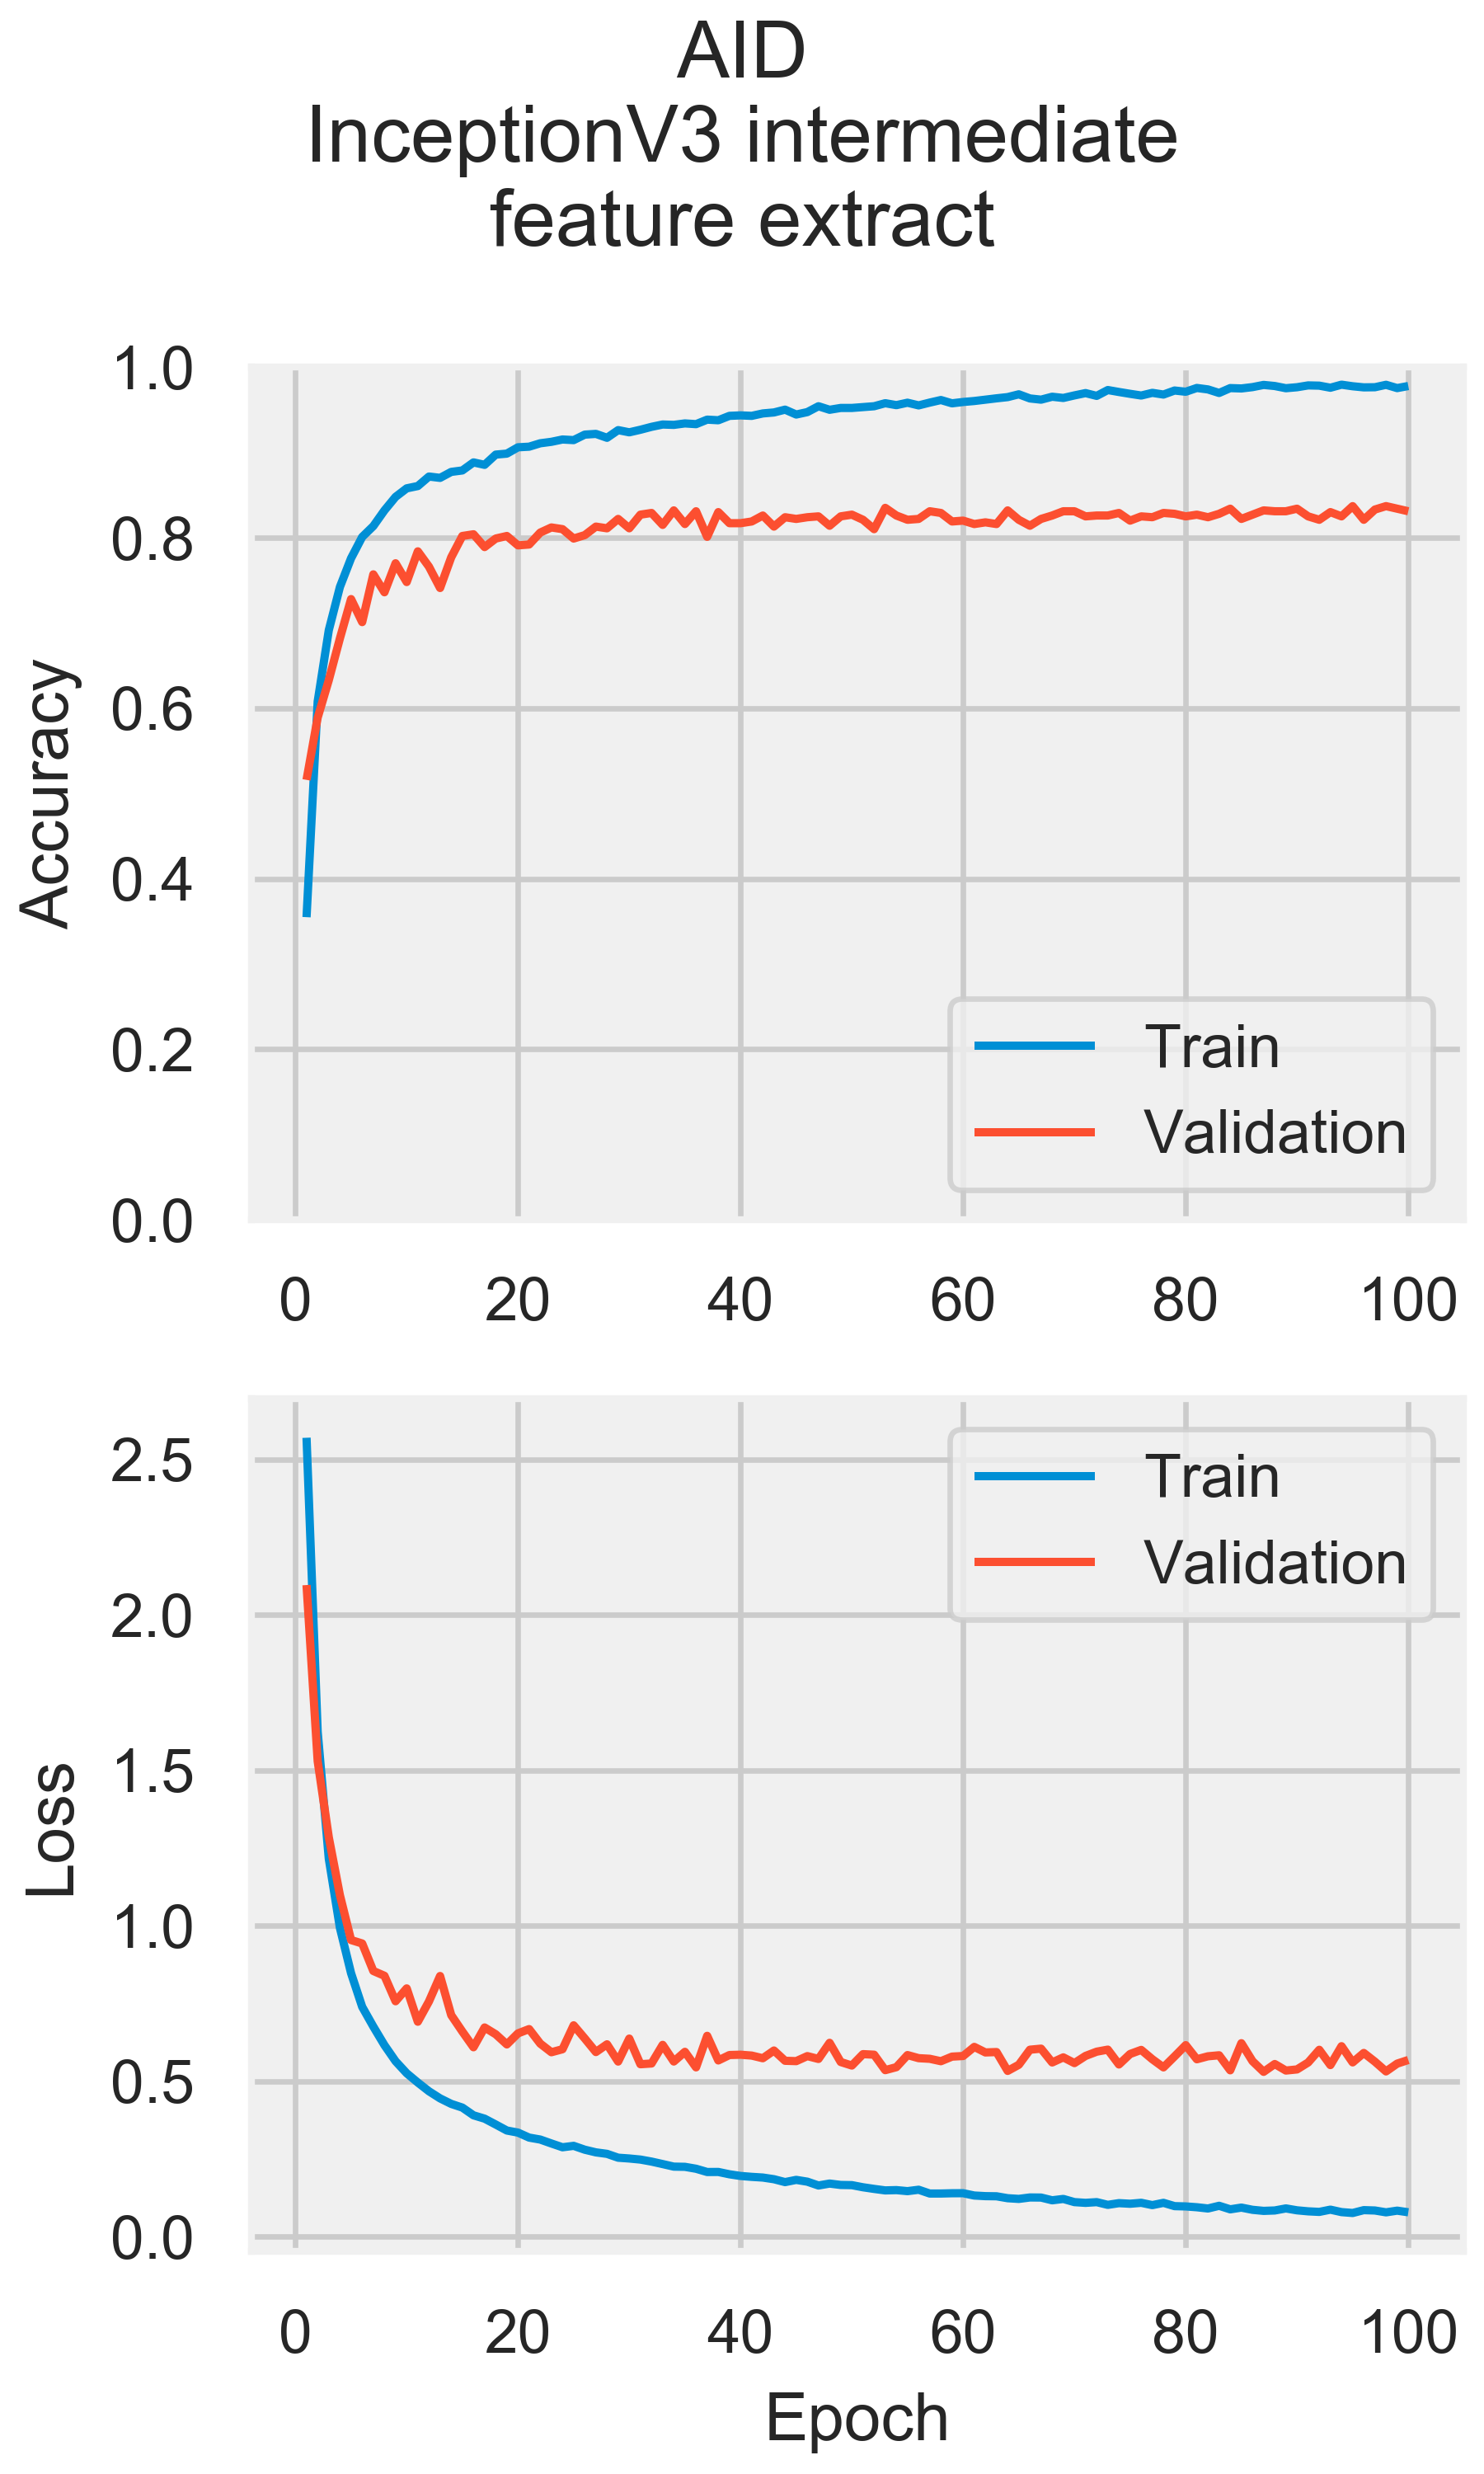 AID
InceptionV3 intermediate
feature extract
1.0
0.8
0.6
0.4
0.2
0.0
Accuracy
Train
Validation
0 20 40 60 80 100
2.5
2.0
1.5
1.0
0.5
0.0
Loss
Train
Validation
0 20 40 60 80 100
Epoch